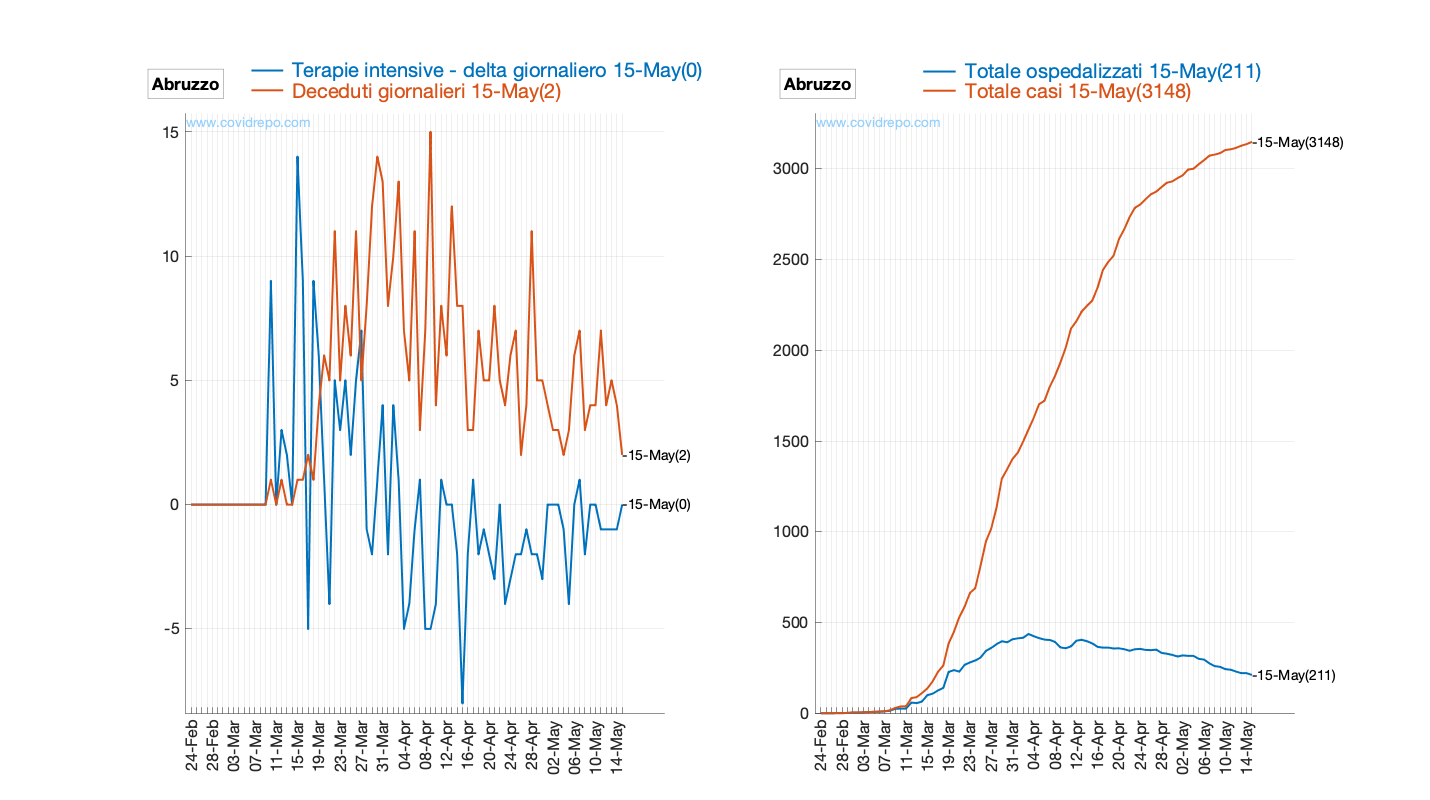 Abruzzo
Terapie intensive - delta giornaliero 15-May(0)
Deceduti giornalieri 15-May(2)
www.covidrepo.com
15
10
5
0
-5
15-May(2)
15-May(0)
24-Feb
28-Feb
03-Mar
07-Mar
11-Mar
15-Mar
19-Mar
23-Mar
27-Mar
31-Mar
04-Apr
08-Apr
12-Apr
16-Apr
20-Apr
24-Apr
28-Apr
02-May
06-May
10-May
14-May
Abruzzo
Totale ospedalizzati 15-May(211)
Totale casi 15-May(3148)
www.covidrepo.com
3000
2500
2000
1500
1000
500
0
15-May(3148)
15-May(211)
24-Feb
28-Feb
03-Mar
07-Mar
11-Mar
15-Mar
19-Mar
23-Mar
27-Mar
31-Mar
04-Apr
08-Apr
12-Apr
16-Apr
20-Apr
24-Apr
28-Apr
02-May
06-May
10-May
14-May